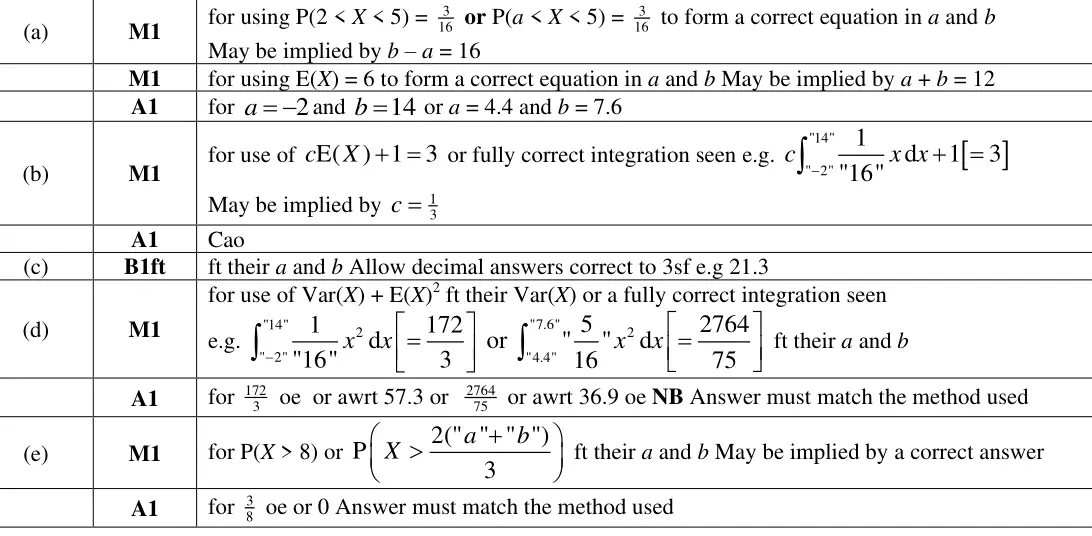 (a) M1 for using P(2 < X < 5) = 3/16 or P(a < X < 5) = 3/16 to form a correct equation in a and b
May be implied by b – a = 16
M1 for using E(X) = 6 to form a correct equation in a and b May be implied by a + b = 12
A1 for a = −2 and b = 14 or a = 4.4 and b = 7.6
(b) M1 for use of cE(X) + 1 = 3 or fully correct integration seen e.g. c∫_{"−2"}^{"14"} 1/"16" x dx + 1[= 3]
May be implied by c = 1/3
A1 Cao
(c) B1ft ft their a and b Allow decimal answers correct to 3sf e.g 21.3
(d) M1 for use of Var(X) + E(X)² ft their Var(X) or a fully correct integration seen
e.g. ∫_{"−2"}^{"14"} 1/"16" x² dx [= 172/3] or ∫_{"4.4"}^{"7.6"} "5/16" x² dx [= 2764/75] ft their a and b
A1 for 172/3 oe or awrt 57.3 or 2764/75 or awrt 36.9 oe NB Answer must match the method used
(e) M1 for P(X > 8) or P(X > 2("a"+"b")/3) ft their a and b May be implied by a correct answer
A1 for 3/8 oe or 0 Answer must match the method used